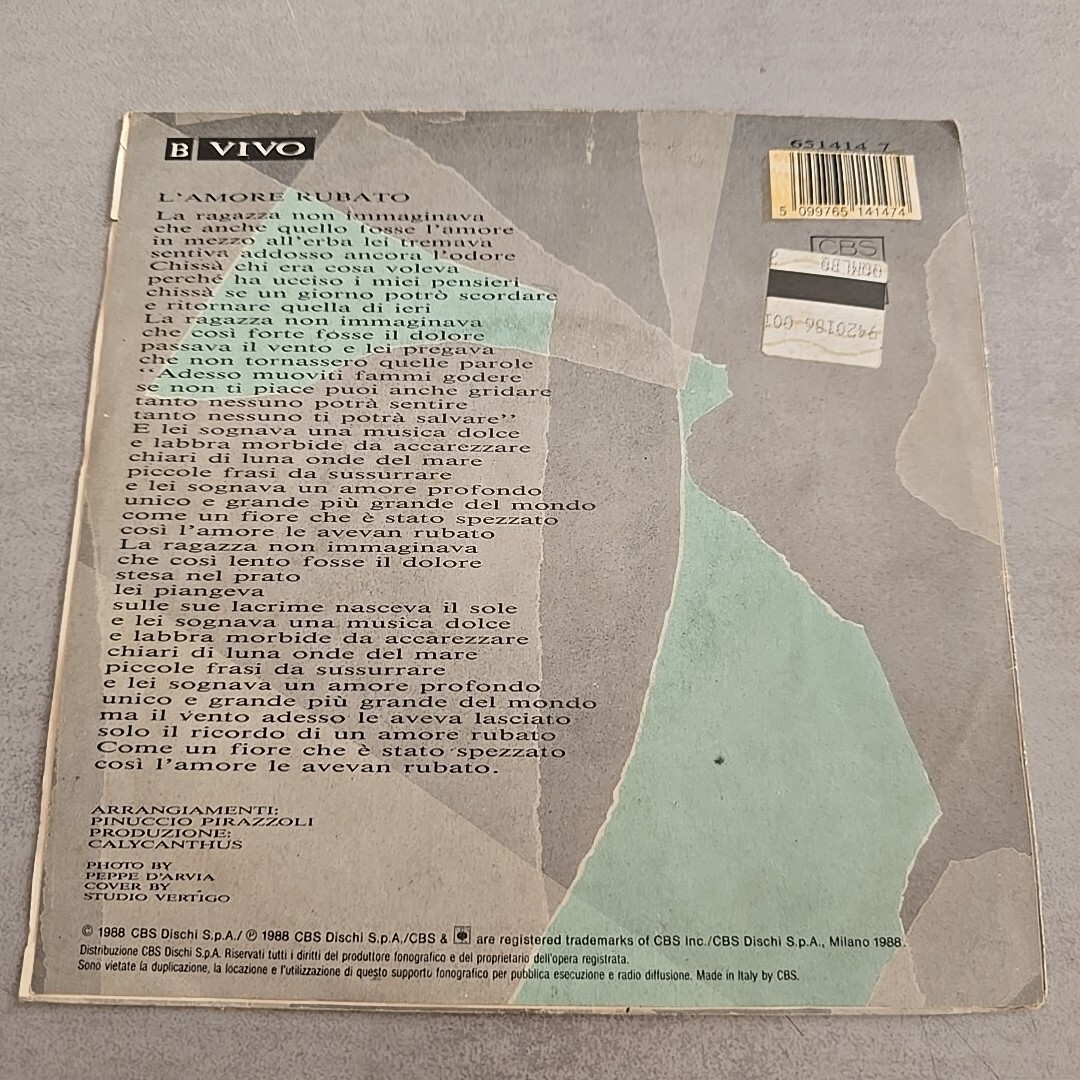 B VIVO
651414 7
5 099765 141474
CBS
L'AMORE RUBATO
La ragazza non immaginava
che anche quello fosse l'amore
in mezzo all'erba lei tremava
sentiva addosso ancora l'odore
Chissà chi era cosa voleva
perché ha ucciso i miei pensieri
chissà se un giorno potrò scordare
e ritornare quella di ieri
La ragazza non immaginava
che così forte fosse il dolore
passava il vento e lei pregava
che non tornassero quelle parole
“Adesso muoviti fammi godere
se non ti piace puoi anche gridare
tanto nessuno potrà sentire
tanto nessuno ti potrà salvare”
E lei sognava una musica dolce
e labbra morbide da accarezzare
chiari di luna onde del mare
piccole frasi da sussurrare
e lei sognava un amore profondo
unico e grande più grande del mondo
come un fiore che è stato spezzato
così l'amore le avevan rubato
La ragazza non immaginava
che così lento fosse il dolore
stesa nel prato
lei piangeva
sulle sue lacrime nasceva il sole
e lei sognava una musica dolce
e labbra morbide da accarezzare
chiari di luna onde del mare
piccole frasi da sussurrare
e lei sognava un amore profondo
unico e grande più grande del mondo
ma il vento adesso le aveva lasciato
solo il ricordo di un amore rubato
Come un fiore che è stato spezzato
così l'amore le avevan rubato.
ARRANGIAMENTI:
PINUCCIO PIRAZZOLI
PRODUZIONE:
CALYCANTHUS
PHOTO BY
PEPPE D'ARVIA
COVER BY
STUDIO VERTIGO
© 1988 CBS Dischi S.p.A./ ℗ 1988 CBS Dischi S.p.A./CBS & are registered trademarks of CBS Inc./CBS Dischi S.p.A., Milano 1988.
Distribuzione CBS Dischi S.p.A. Riservati tutti i diritti del produttore fonografico e del proprietario dell'opera registrata.
Sono vietate la duplicazione, la locazione e l'utilizzazione di questo supporto fonografico per pubblica esecuzione e radio diffusione. Made in Italy by CBS.